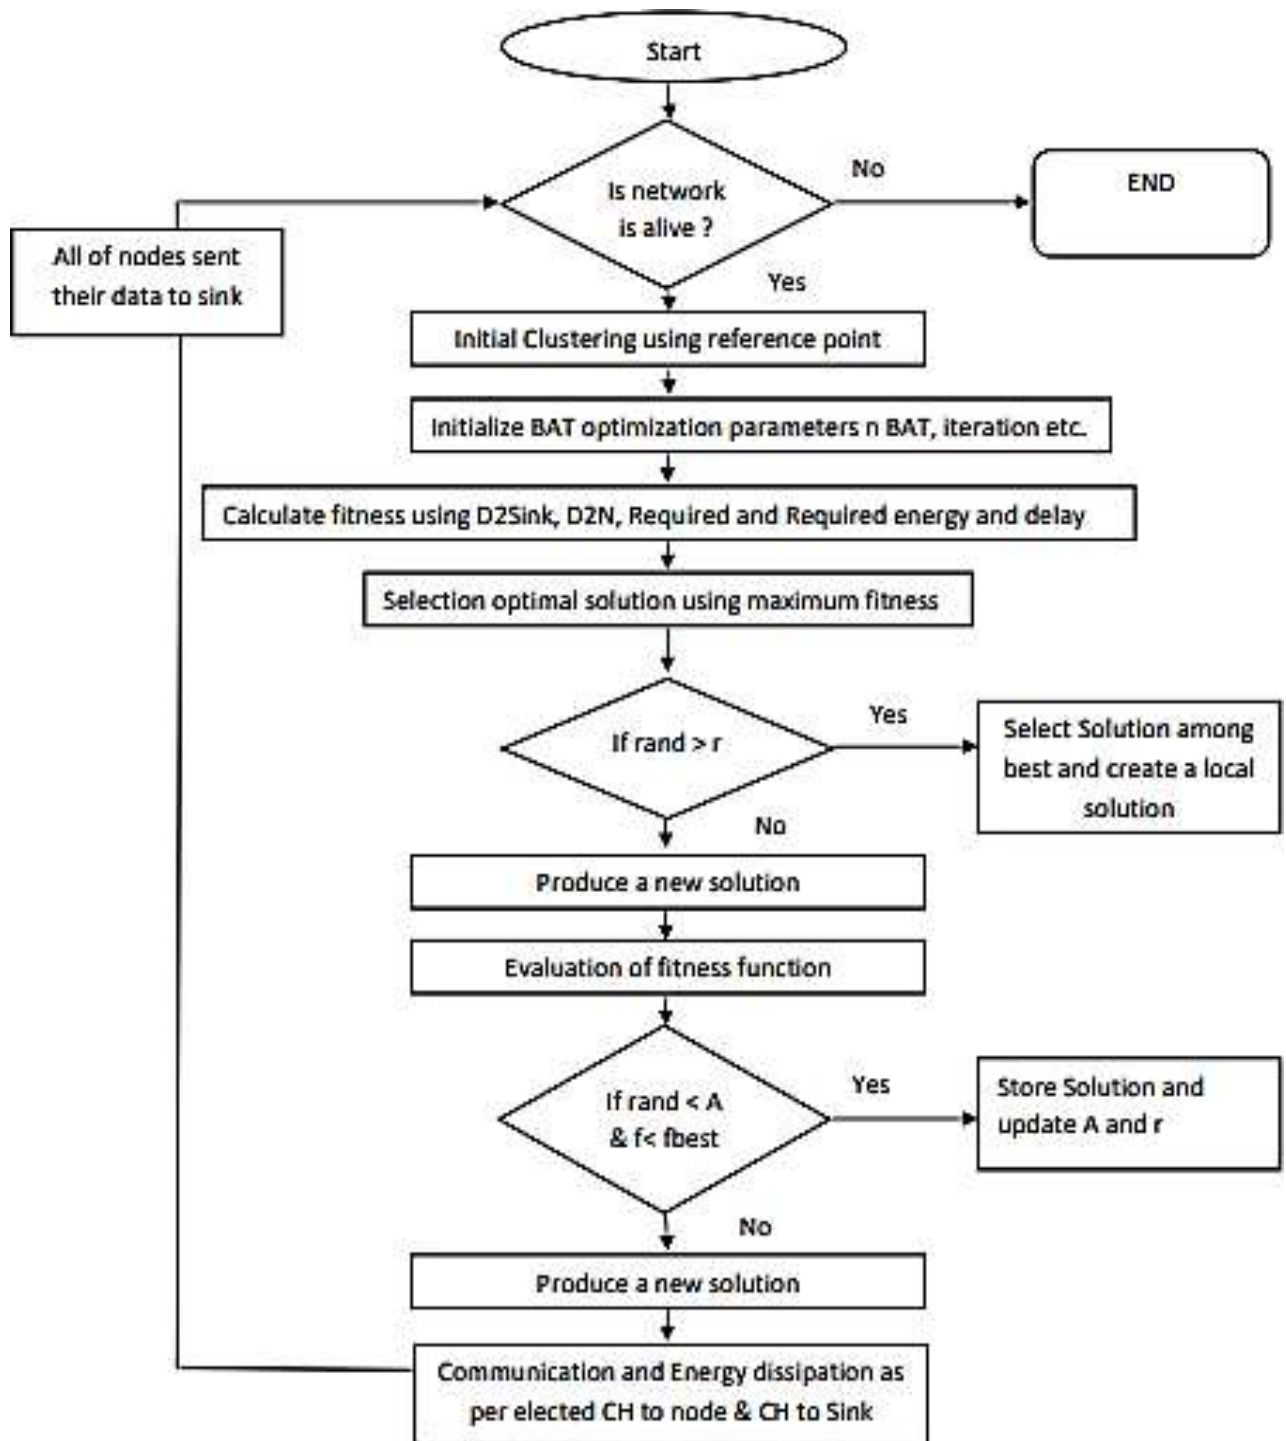 Start
Is network
is alive ?
No
END
All of nodes sent
their data to sink
Yes
Initial Clustering using reference point
Initialize BAT optimization parameters n BAT, iteration etc.
Calculate fitness using D2Sink, D2N, Required and Required energy and delay
Selection optimal solution using maximum fitness
If rand > r
Yes
Select Solution among
best and create a local
solution
No
Produce a new solution
Evaluation of fitness function
If rand < A
& f< fbest
Yes
Store Solution and
update A and r
No
Produce a new solution
Communication and Energy dissipation as
per elected CH to node & CH to Sink